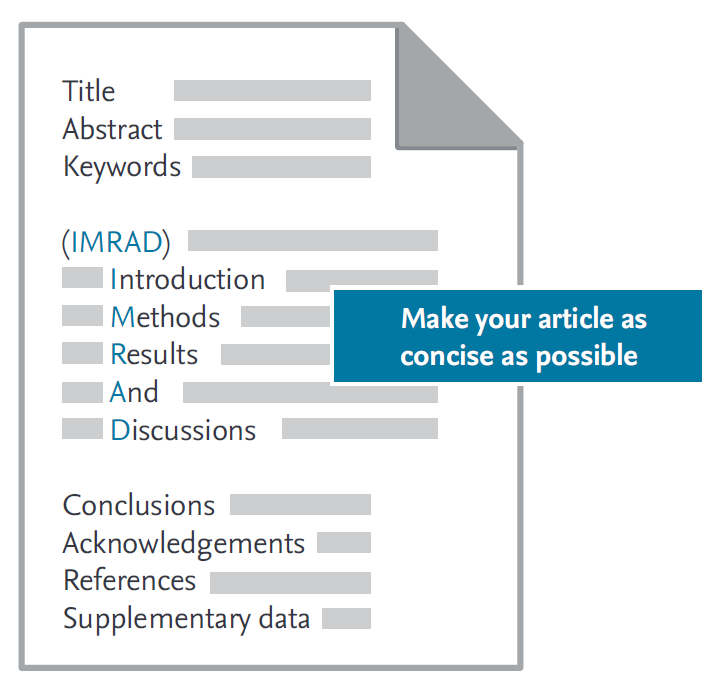 Title
Abstract
Keywords
(IMRAD)
Introduction
Methods
Results
And
Discussions
Make your article as
concise as possible
Conclusions
Acknowledgements
References
Supplementary data